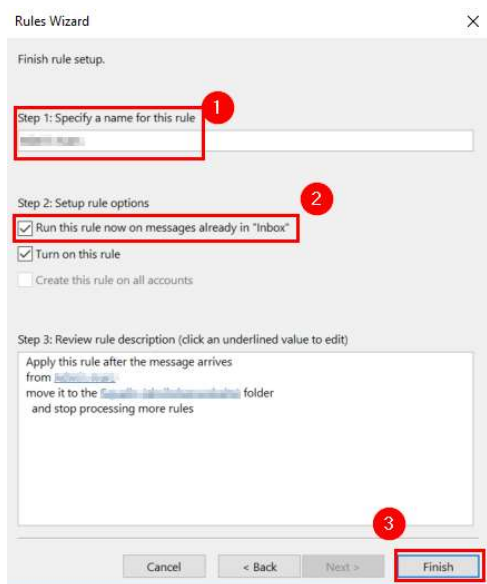 Rules Wizard
Finish rule setup.
Step 1: Specify a name for this rule
1
Step 2: Setup rule options
2
Run this rule now on messages already in "Inbox"
Turn on this rule
Create this rule on all accounts
Step 3: Review rule description (click an underlined value to edit)
Apply this rule after the message arrives
from
move it to the folder
and stop processing more rules
3
Cancel < Back Next > Finish